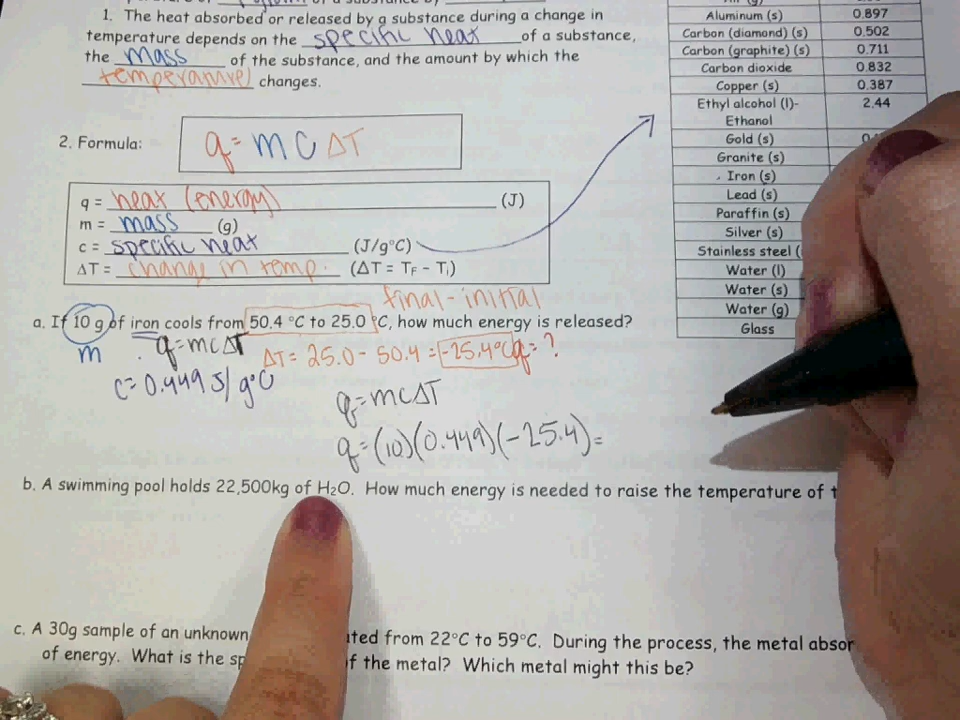 1. The heat absorbed or released by a substance during a change in
temperature depends on the specific heat of a substance,
the mass of the substance, and the amount by which the
temperature changes.
2. Formula: q = m C ΔT
q = heat (energy) (J)
m = mass (g)
c = specific heat (J/g°C)
ΔT = change in temp. (ΔT = TF – TI)
final - initial
a. If 10 g of iron cools from 50.4 °C to 25.0 °C, how much energy is released?
m q=mCΔT ΔT = 25.0 - 50.4 = -25.4°C q= ?
C= 0.449 J/g°C
q=mCΔT
q=(10)(0.449)(-25.4)=
b. A swimming pool holds 22,500kg of H2O. How much energy is needed to raise the temperature of
c. A 30g sample of an unknown from 22°C to 59°C. During the process, the metal
of energy. What is the of the metal? Which metal might this be?
Aluminum (s) 0.897
Carbon (diamond) (s) 0.502
Carbon (graphite) (s) 0.711
Carbon dioxide 0.832
Copper (s) 0.387
Ethyl alcohol (l)- 2.44
Ethanol
Gold (s)
Granite (s)
Iron (s)
Lead (s)
Paraffin (s)
Silver (s)
Stainless steel
Water (l)
Water (s)
Water (g)
Glass